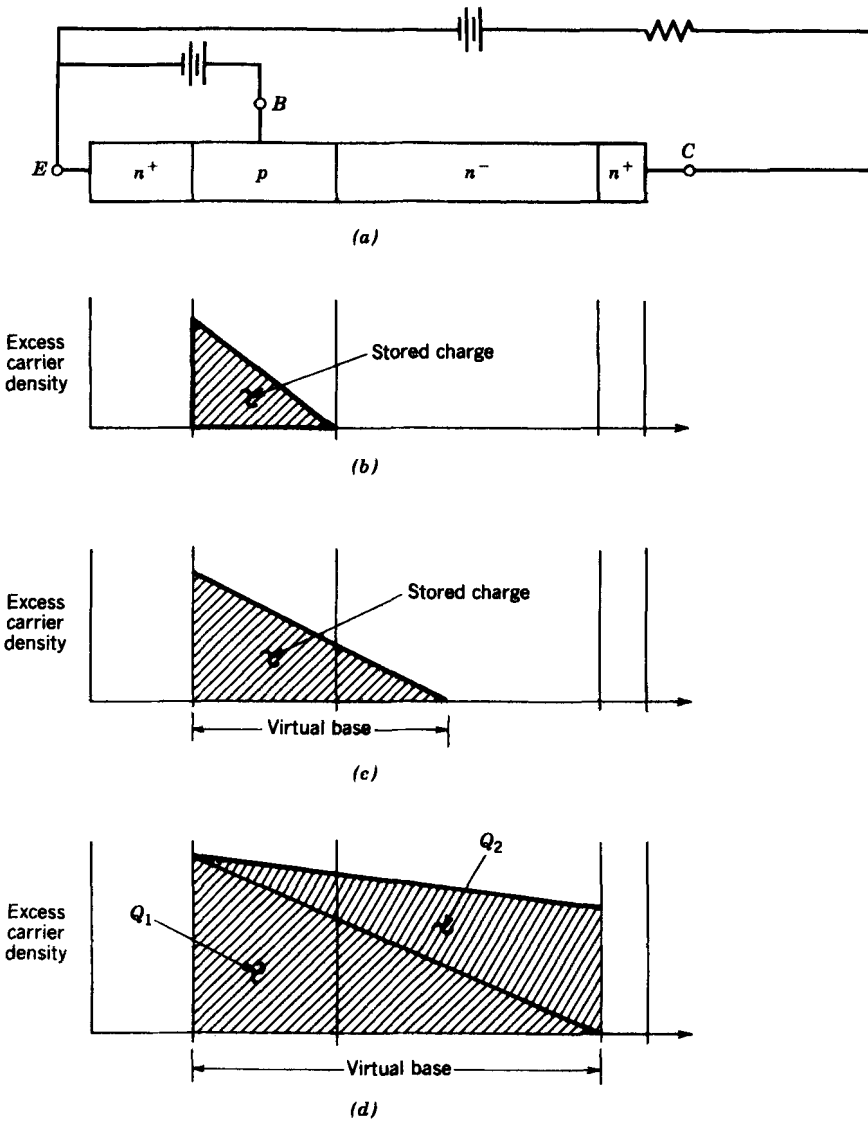 B
E
n⁺
p
n⁻
n⁺
C
(a)
Excess
carrier
density
Stored charge
(b)
Excess
carrier
density
Stored charge
Virtual base
(c)
Q₂
Q₁
Excess
carrier
density
Virtual base
(d)